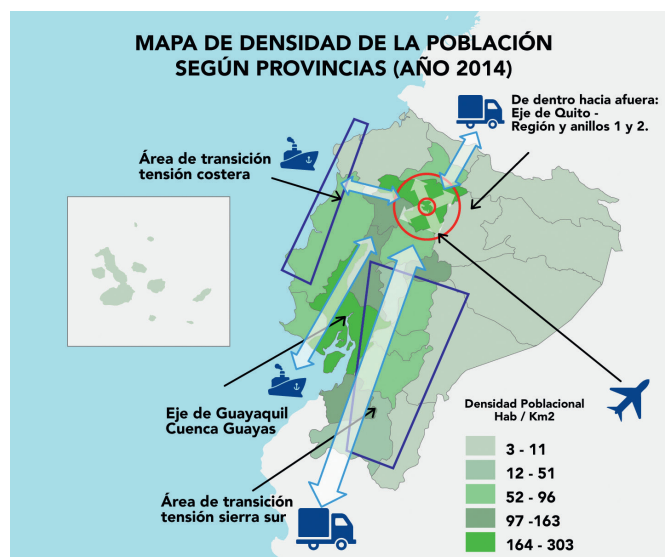 MAPA DE DENSIDAD DE LA POBLACIÓN
SEGÚN PROVINCIAS (AÑO 2014)
De dentro hacia afuera:
Eje de Quito -
Región y anillos 1 y 2.
Área de transición
tensión costera
Eje de Guayaquil
Cuenca Guayas
Área de transición
tensión sierra sur
Densidad Poblacional
Hab / Km2
3 - 11
12 - 51
52 - 96
97 -163
164 - 303